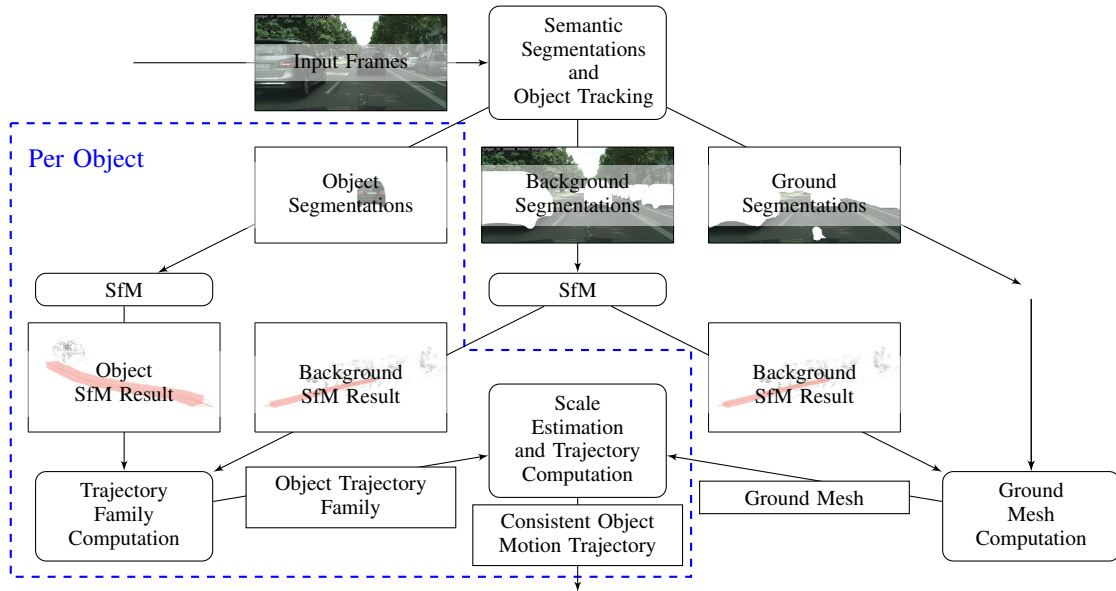 Semantic
Segmentations
and
Object Tracking
Input Frames
Per Object
Object
Segmentations
Background
Segmentations
Ground
Segmentations
SfM
SfM
Object
SfM Result
Background
SfM Result
Background
SfM Result
Scale
Estimation
and Trajectory
Computation
Trajectory
Family
Computation
Object Trajectory
Family
Ground Mesh
Ground
Mesh
Computation
Consistent Object
Motion Trajectory